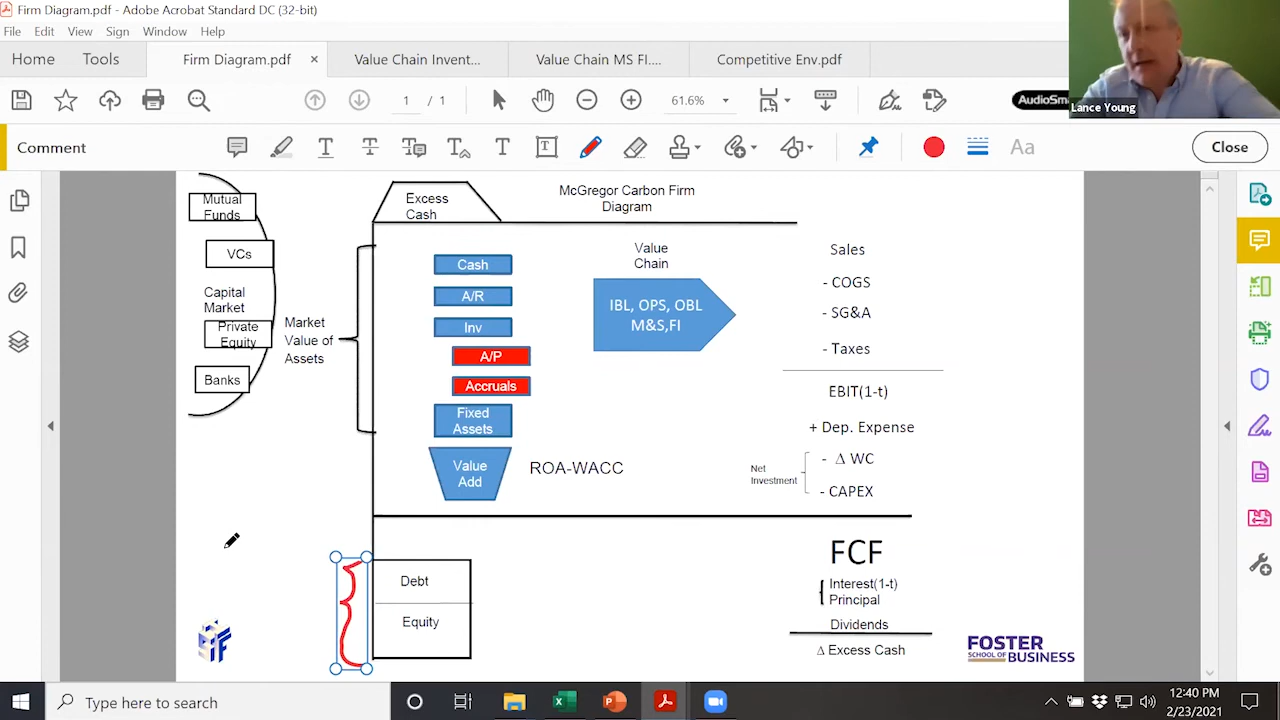 Firm Diagram.pdf - Adobe Acrobat Standard DC (32-bit)
File Edit View Sign Window Help
Home Tools Firm Diagram.pdf × Value Chain Invent... Value Chain MS FI.... Competitive Env.pdf
1 / 1 61.6%
Lance Young
Comment
T T T T T T Aa
Close
Mutual
Funds
VCs
Capital
Market
Private
Equity
Banks
Market
Value of
Assets
Excess
Cash
McGregor Carbon Firm
Diagram
Cash
A/R
Inv
A/P
Accruals
Fixed
Assets
Value
Add
ROA-WACC
Value
Chain
IBL, OPS, OBL
M&S,FI
Sales
- COGS
- SG&A
- Taxes
EBIT(1-t)
+ Dep. Expense
Net
Investment
- Δ WC
- CAPEX
Debt
Equity
FCF
Interest(1-t)
Principal
Dividends
Δ Excess Cash
FOSTER
SCHOOL OF BUSINESS
Type here to search
12:40 PM
2/23/2021